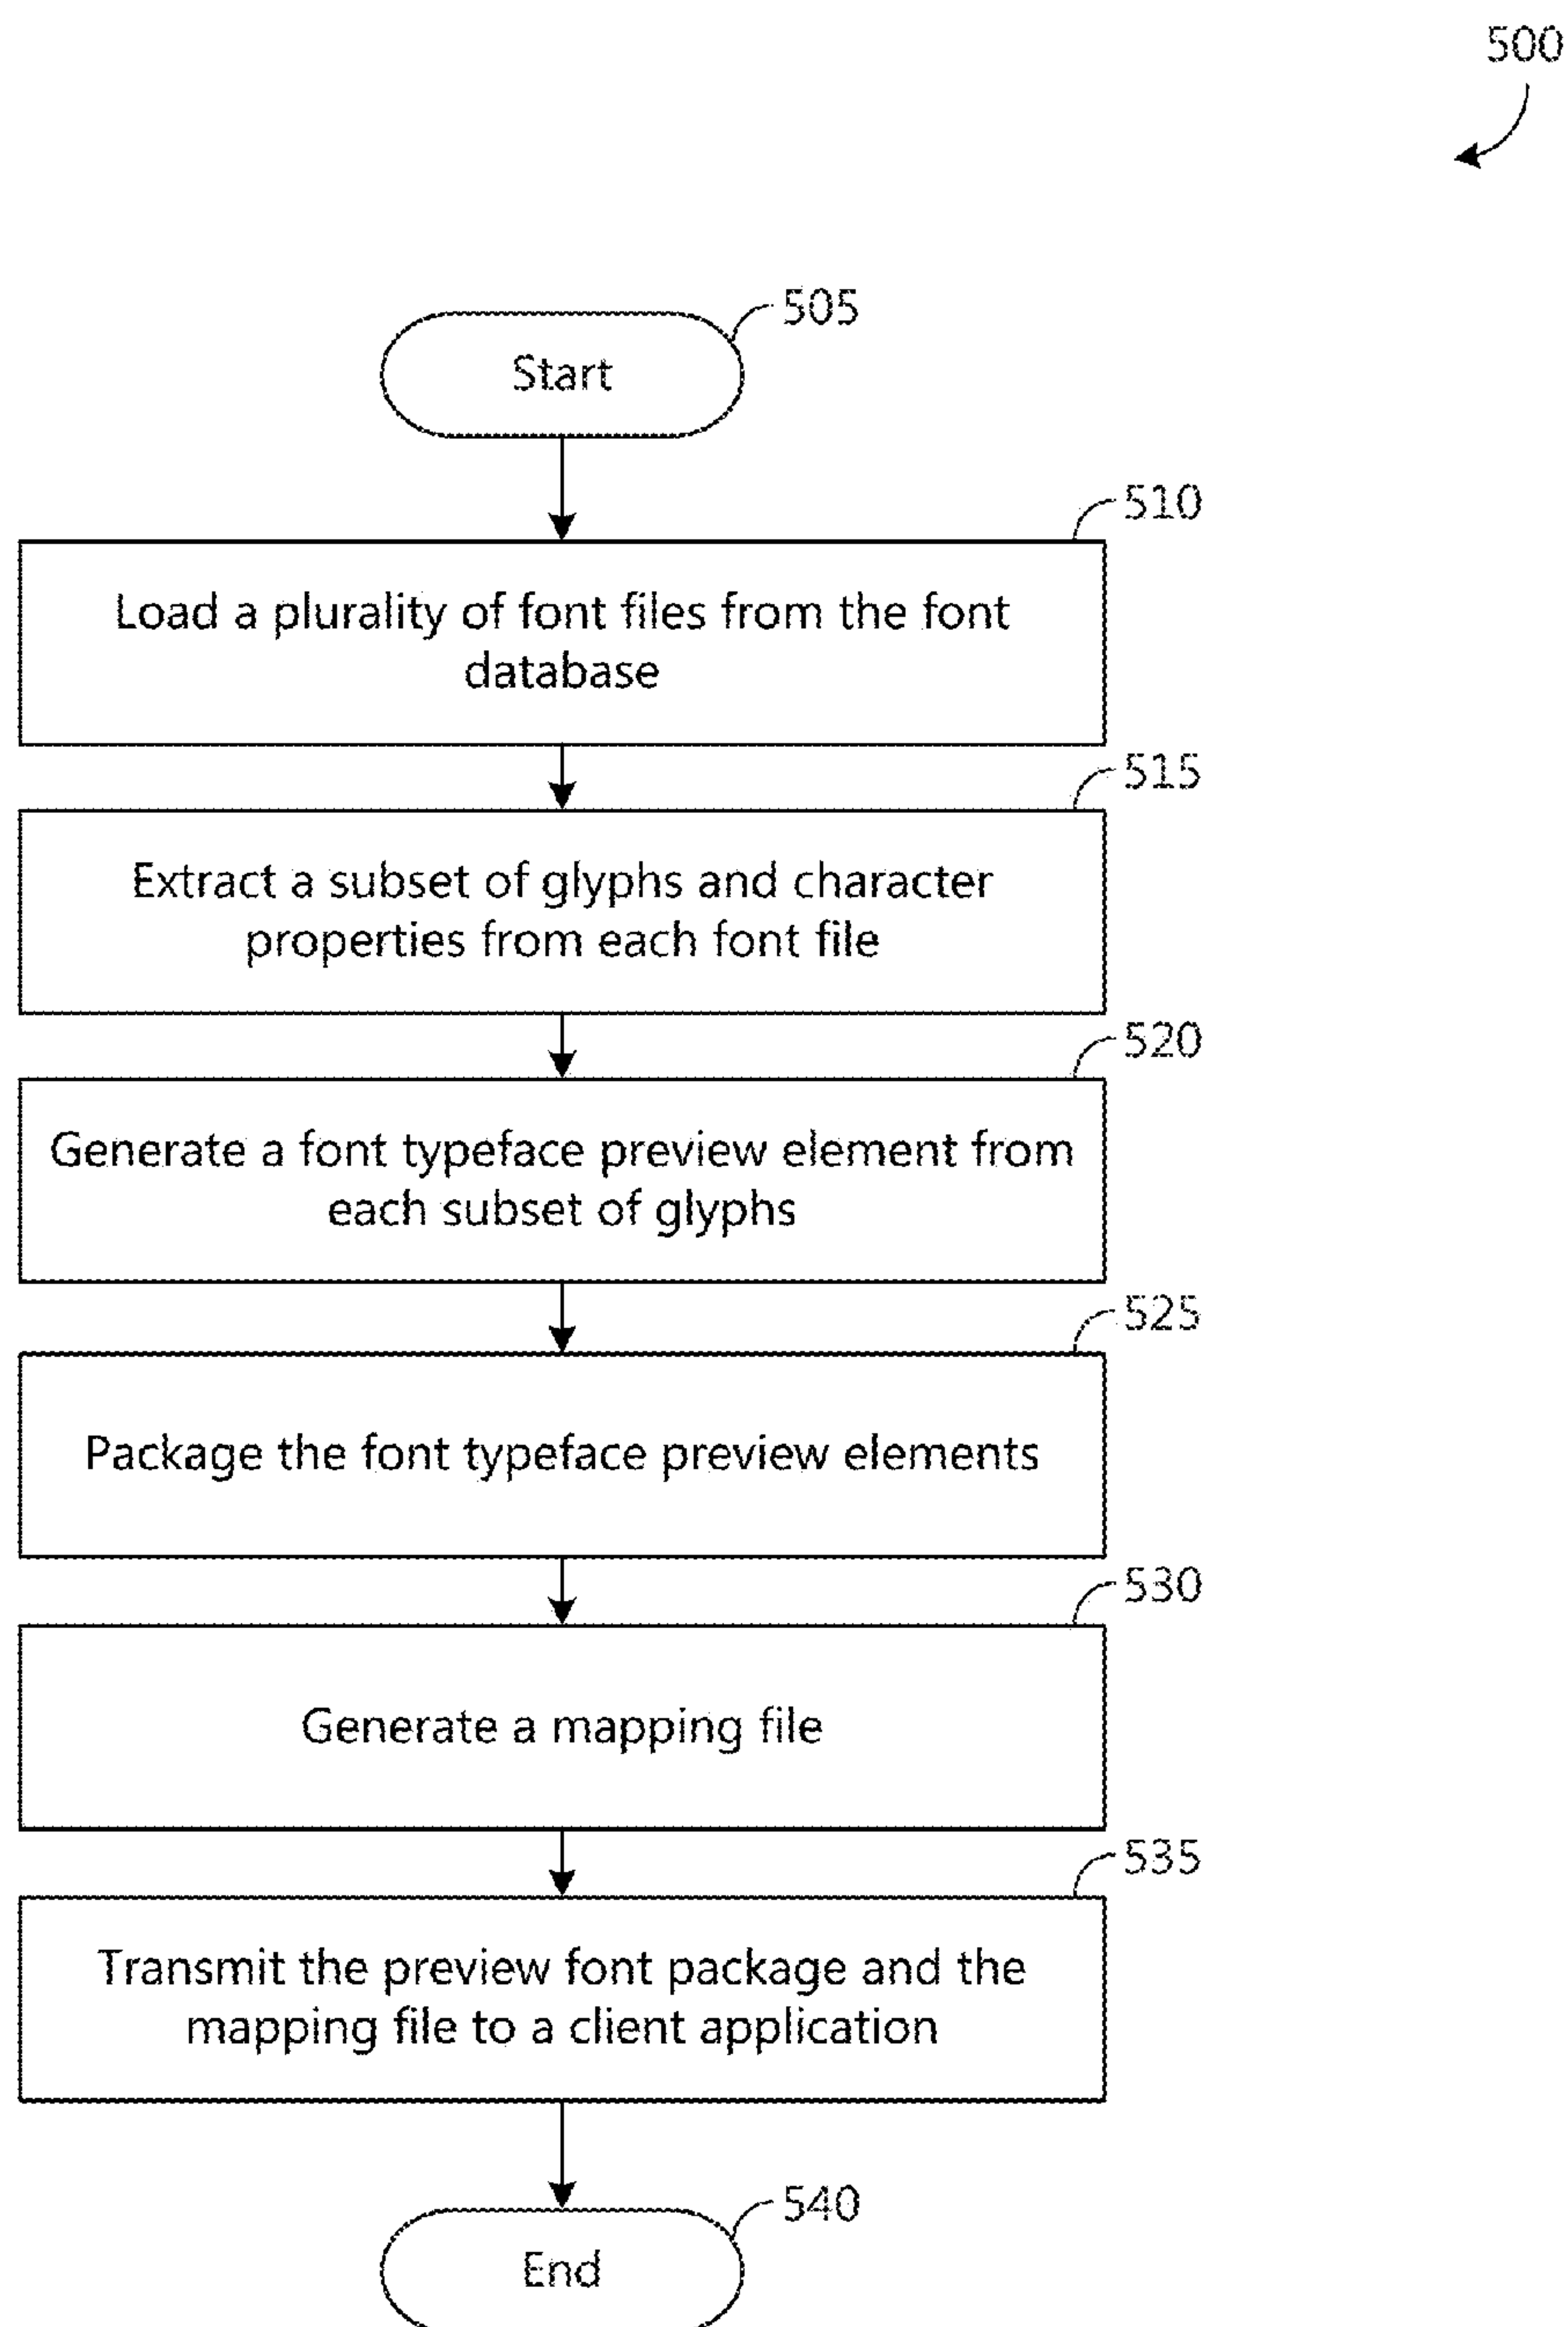 500
505
Start
510
Load a plurality of font files from the font
database
515
Extract a subset of glyphs and character
properties from each font file
520
Generate a font typeface preview element from
each subset of glyphs
525
Package the font typeface preview elements
530
Generate a mapping file
535
Transmit the preview font package and the
mapping file to a client application
540
End